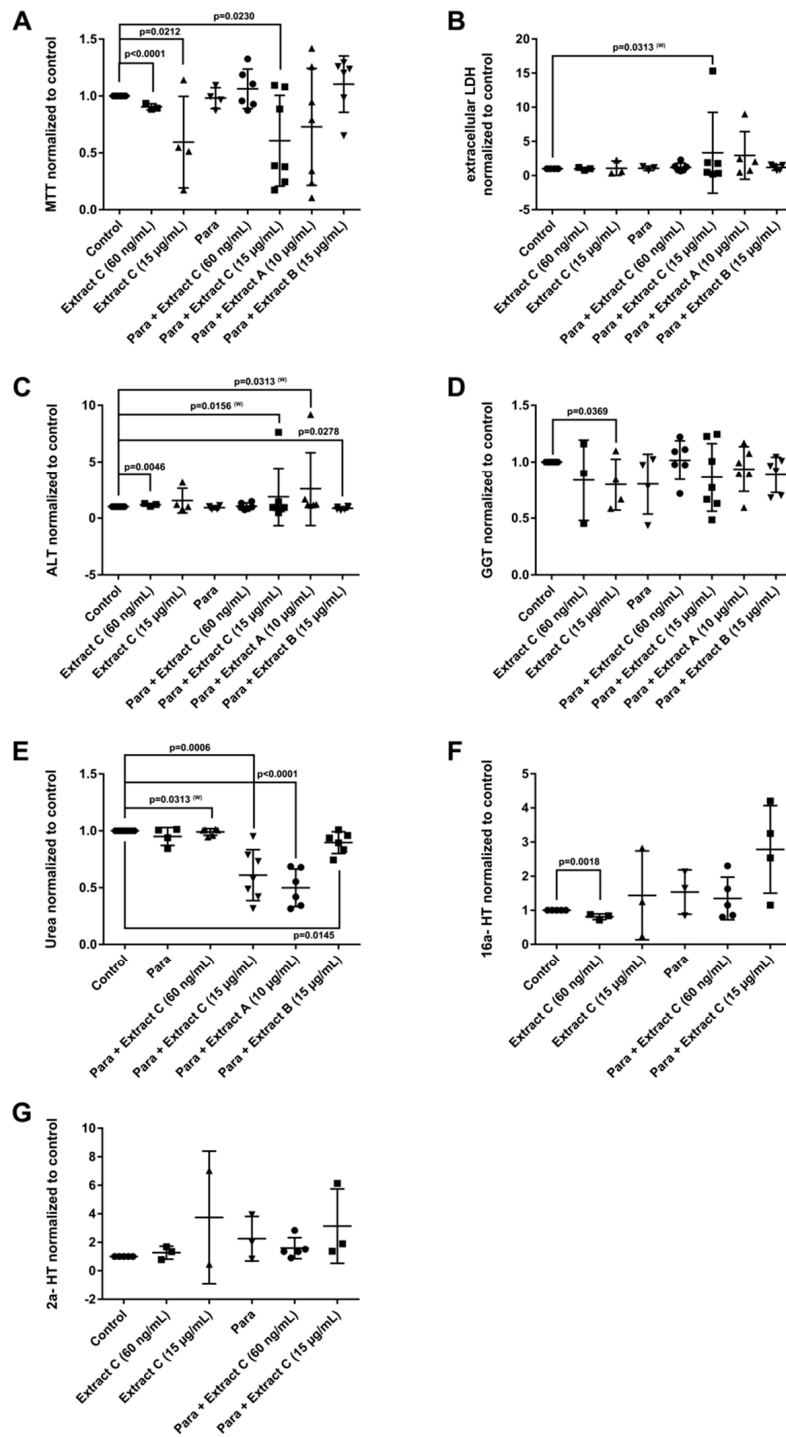 A
MTT normalized to control
1.5
1.0
0.5
0.0
p=0.0230
p=0.0212
p<0.0001
Control
Extract C (60 ng/mL)
Extract C (15 µg/mL)
Para
Para + Extract C (60 ng/mL)
Para + Extract C (15 µg/mL)
Para + Extract A (10 µg/mL)
Para + Extract B (15 µg/mL)
B
extracellular LDH
normalized to control
25
20
15
10
5
0
-5
p=0.0313 (W)
Control
Extract C (60 ng/mL)
Extract C (15 µg/mL)
Para
Para + Extract C (60 ng/mL)
Para + Extract C (15 µg/mL)
Para + Extract A (10 µg/mL)
Para + Extract B (15 µg/mL)
C
ALT normalized to control
10
5
0
-5
p=0.0313 (W)
p=0.0156 (W)
p=0.0278
p=0.0046
Control
Extract C (60 ng/mL)
Extract C (15 µg/mL)
Para
Para + Extract C (60 ng/mL)
Para + Extract C (15 µg/mL)
Para + Extract A (10 µg/mL)
Para + Extract B (15 µg/mL)
D
GGT normalized to control
1.5
1.0
0.5
0.0
p=0.0369
Control
Extract C (60 ng/mL)
Extract C (15 µg/mL)
Para
Para + Extract C (60 ng/mL)
Para + Extract C (15 µg/mL)
Para + Extract A (10 µg/mL)
Para + Extract B (15 µg/mL)
E
Urea normalized to control
1.5
1.0
0.5
0.0
p=0.0006
p<0.0001
p=0.0313 (W)
p=0.0145
Control
Para
Para + Extract C (60 ng/mL)
Para + Extract C (15 µg/mL)
Para + Extract A (10 µg/mL)
Para + Extract B (15 µg/mL)
F
16a- HT normalized to control
5
4
3
2
1
0
p=0.0018
Control
Extract C (60 ng/mL)
Extract C (15 µg/mL)
Para
Para + Extract C (60 ng/mL)
Para + Extract C (15 µg/mL)
G
2a- HT normalized to control
10
8
6
4
2
0
-2
Control
Extract C (60 ng/mL)
Extract C (15 µg/mL)
Para
Para + Extract C (60 ng/mL)
Para + Extract C (15 µg/mL)